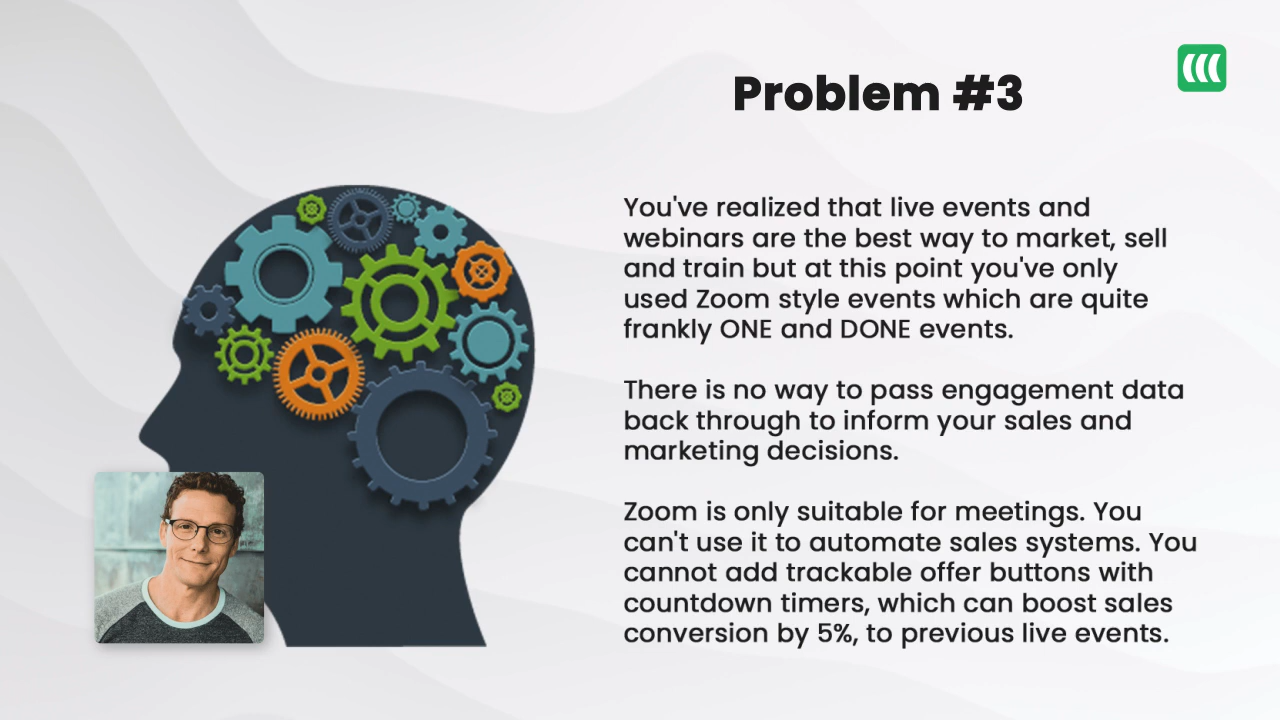 Problem #3
You've realized that live events and
webinars are the best way to market, sell
and train but at this point you've only
used Zoom style events which are quite
frankly ONE and DONE events.
There is no way to pass engagement data
back through to inform your sales and
marketing decisions.
Zoom is only suitable for meetings. You
can't use it to automate sales systems. You
cannot add trackable offer buttons with
countdown timers, which can boost sales
conversion by 5%, to previous live events.